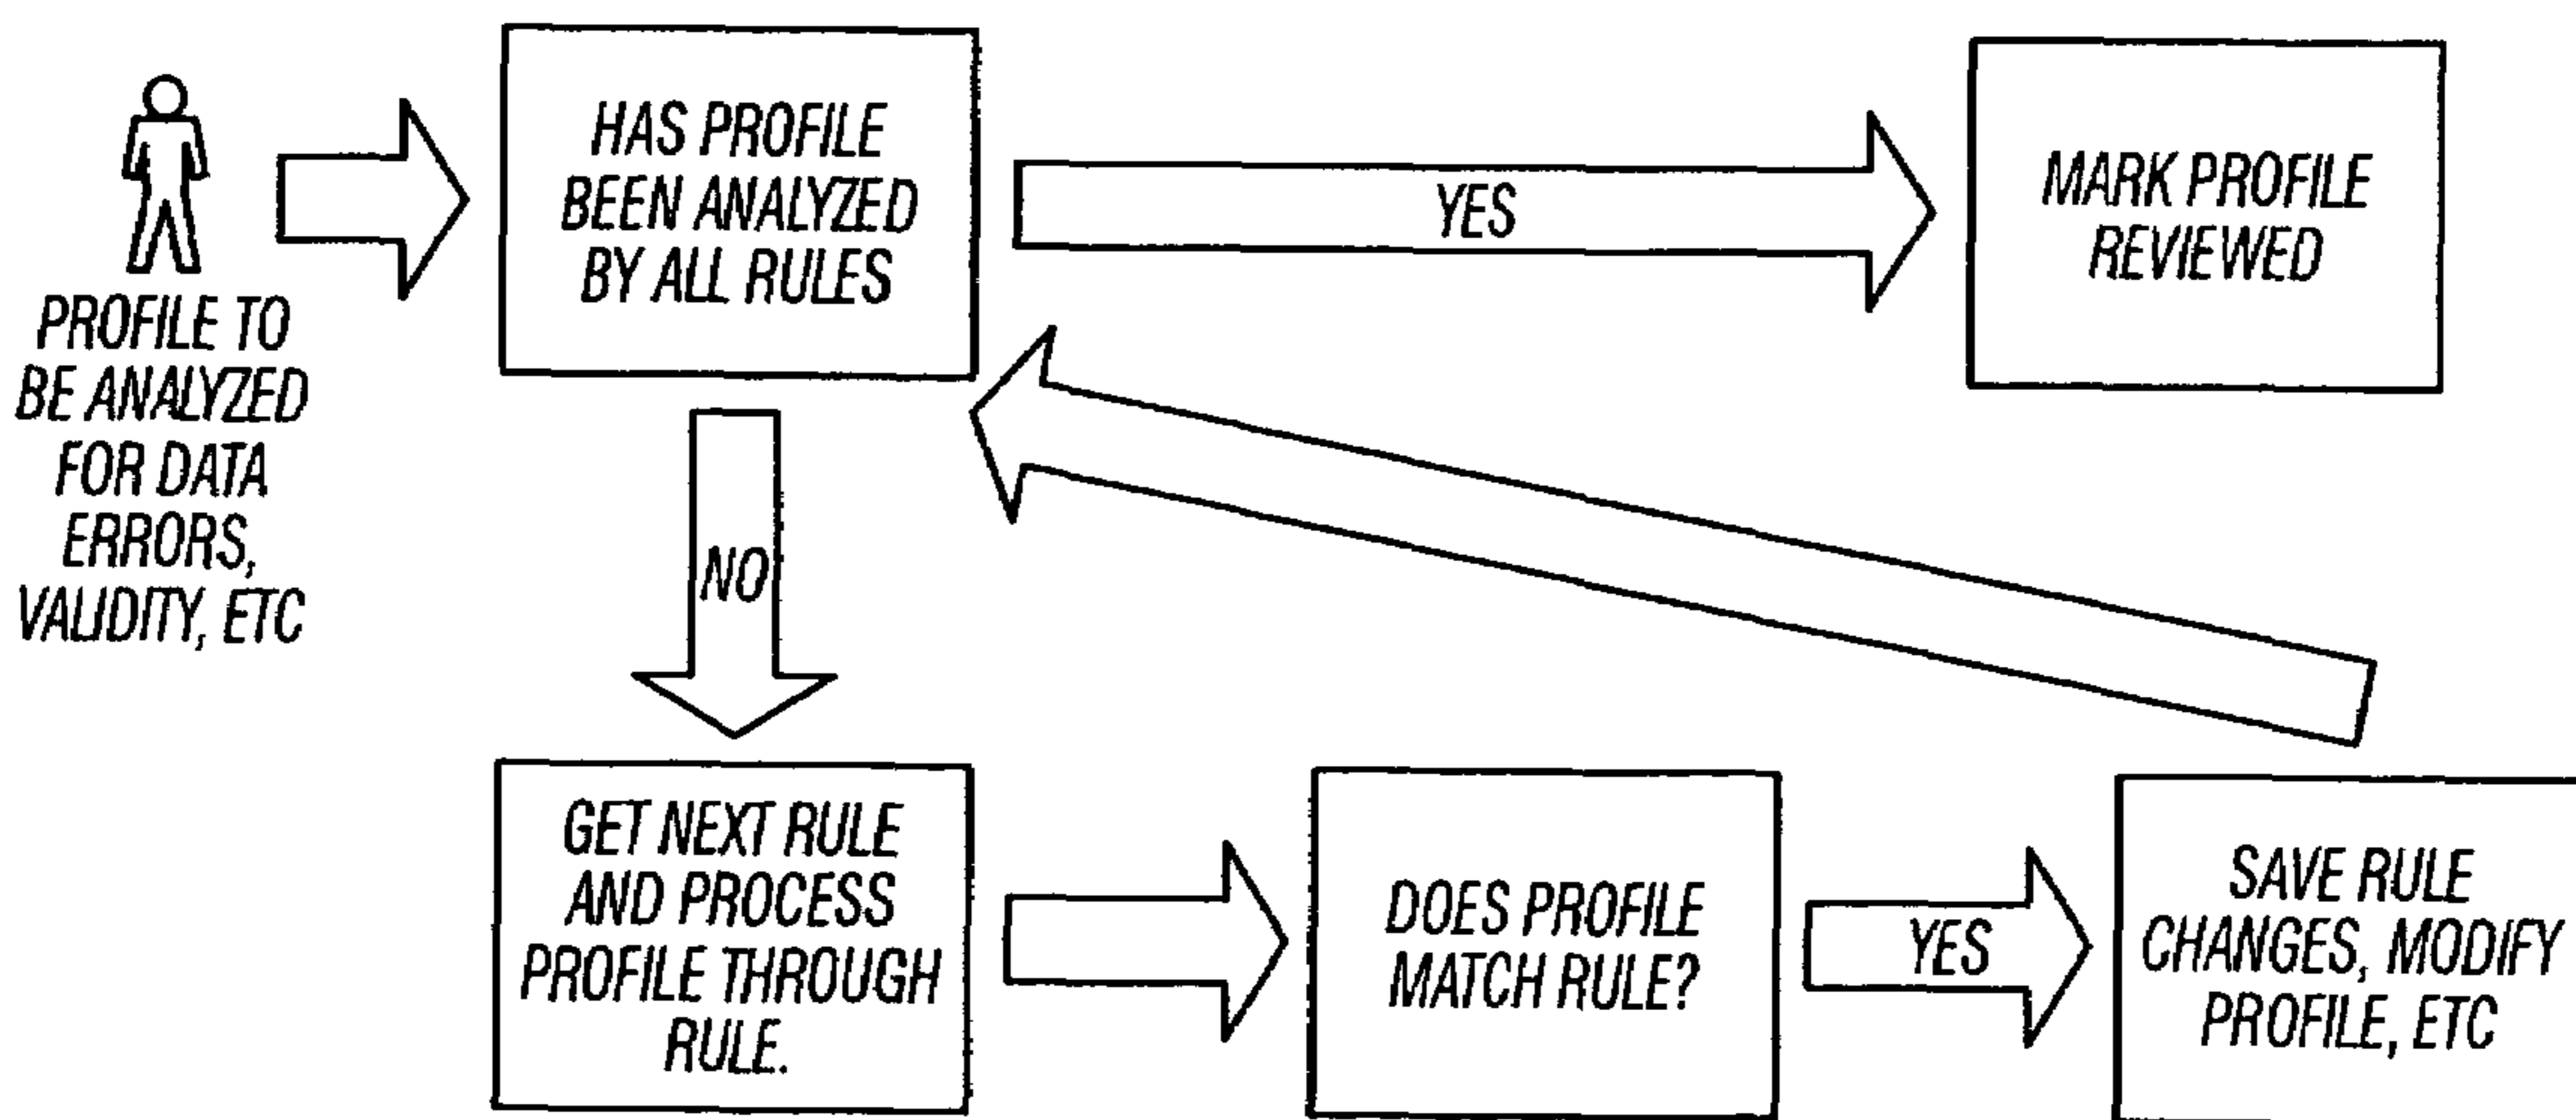 PROFILE TO
BE ANALYZED
FOR DATA
ERRORS,
VALIDITY, ETC
HAS PROFILE
BEEN ANALYZED
BY ALL RULES
YES
MARK PROFILE
REVIEWED
NO
GET NEXT RULE
AND PROCESS
PROFILE THROUGH
RULE.
DOES PROFILE
MATCH RULE?
YES
SAVE RULE
CHANGES, MODIFY
PROFILE, ETC